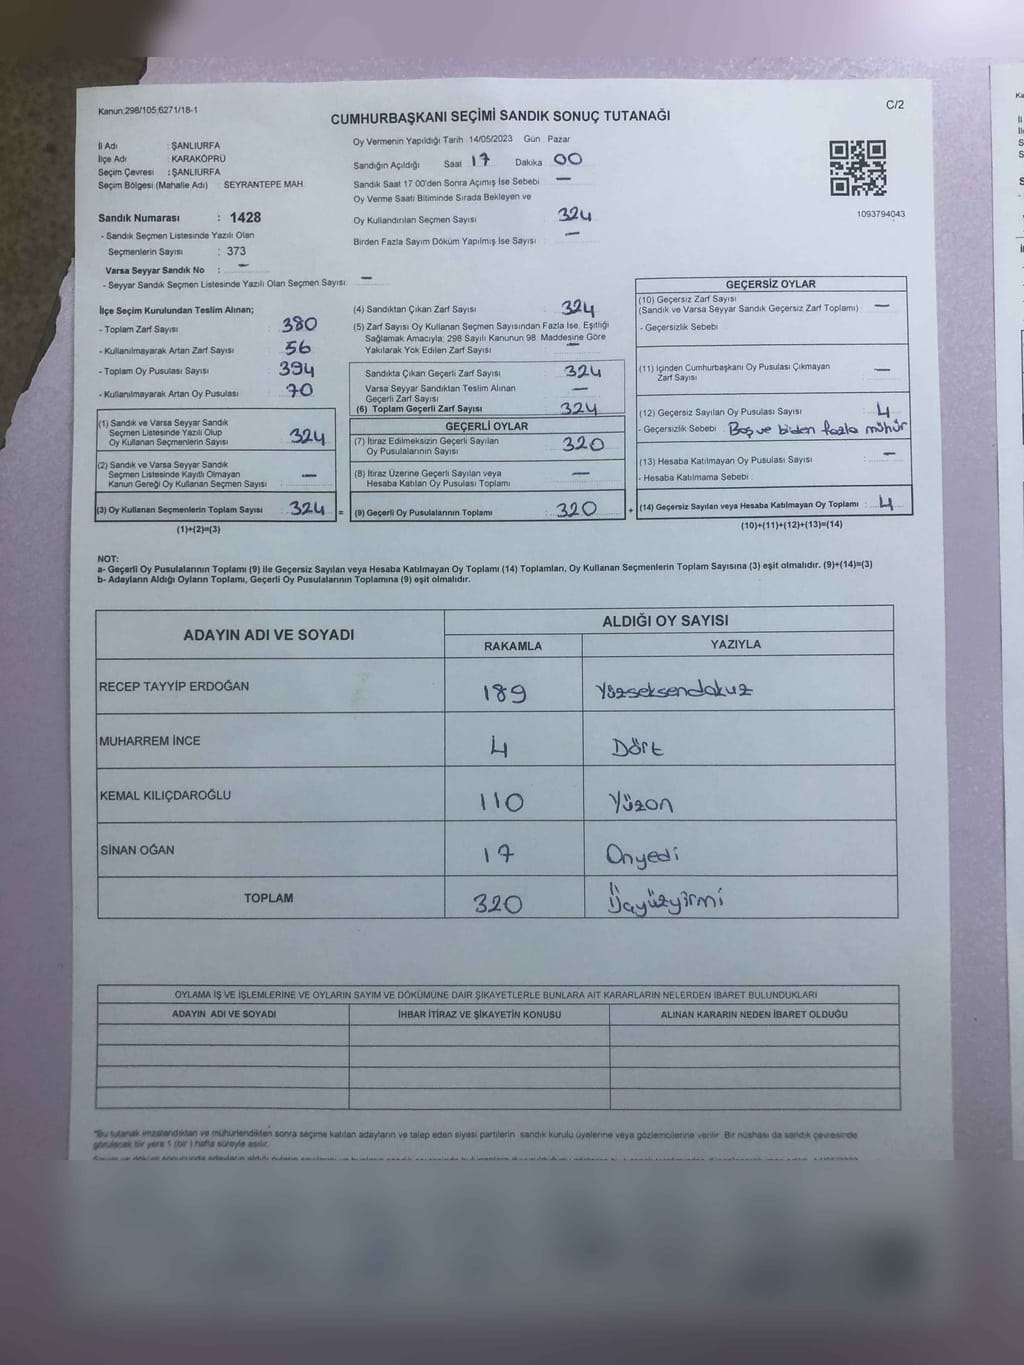 Kanun 298/105,6271/18-1
C/2
CUMHURBAŞKANI SEÇİMİ SANDIK SONUÇ TUTANAĞI
İl Adı : ŞANLIURFA
İlçe Adı : KARAKÖPRÜ
Seçim Çevresi : ŞANLIURFA
Seçim Bölgesi (Mahalle Adı) SEYRANTEPE MAH.
Sandık Numarası : 1428
- Sandık Seçmen Listesinde Yazılı Olan
Seçmenlerin Sayısı : 373
Varsa Seyyar Sandık No : –
- Seyyar Sandık Seçmen Listesinde Yazılı Olan Seçmen Sayısı: –
Oy Vermenin Yapıldığı Tarih 14/05/2023 Gün Pazar
Sandığın Açıldığı Saat 17 Dakika 00
Sandık Saat 17 00'den Sonra Açımış İse Sebebi –
Oy Verme Saati Bitiminde Sırada Bekleyen ve
Oy Kullandırılan Seçmen Sayısı 324
Birden Fazla Sayım Döküm Yapılmış İse Sayısı –
1093794043
İlçe Seçim Kurulundan Teslim Alınan;
- Toplam Zarf Sayısı 380
- Kullanılmayarak Artan Zarf Sayısı 56
- Toplam Oy Pusulası Sayısı 394
- Kullanılmayarak Artan Oy Pusulası 70
(1) Sandık ve Varsa Seyyar Sandık
Seçmen Listesinde Yazılı Olup
Oy Kullanan Seçmenlerin Sayısı 324
(2) Sandık ve Varsa Seyyar Sandık
Seçmen Listesinde Kayıtlı Olmayan
Kanun Gereği Oy Kullanan Seçmen Sayısı –
(3) Oy Kullanan Seçmenlerin Toplam Sayısı 324 =
(1)+(2)=(3)
(4) Sandıktan Çıkan Zarf Sayısı 324
(5) Zarf Sayısı Oy Kullanan Seçmen Sayısından Fazla İse, Eşitliği
Sağlamak Amacıyla, 298 Sayılı Kanunun 98. Maddesine Göre
Yakılarak Yok Edilen Zarf Sayısı –
Sandıkta Çıkan Geçerli Zarf Sayısı 324
Varsa Seyyar Sandıktan Teslim Alınan
Geçerli Zarf Sayısı –
(6) Toplam Geçerli Zarf Sayısı 324
GEÇERLİ OYLAR
(7) İtiraz Edilmeksizin Geçerli Sayılan
Oy Pusulalarının Sayısı 320
(8) İtiraz Üzerine Geçerli Sayılan veya
Hesaba Katılan Oy Pusulası Toplamı –
(9) Geçerli Oy Pusulalarının Toplamı 320 +
GEÇERSİZ OYLAR
(10) Geçersiz Zarf Sayısı
(Sandık ve Varsa Seyyar Sandık Geçersiz Zarf Toplamı) –
- Geçersizlik Sebebi
(11) İçinden Cumhurbaşkanı Oy Pusulası Çıkmayan
Zarf Sayısı –
(12) Geçersiz Sayılan Oy Pusulası Sayısı 4
- Geçersizlik Sebebi Boş ve biden fazla mühür
(13) Hesaba Katılmayan Oy Pusulası Sayısı –
- Hesaba Katılmama Sebebi
(14) Geçersiz Sayılan veya Hesaba Katılmayan Oy Toplamı : 4
(10)+(11)+(12)+(13)=(14)
NOT:
a- Geçerli Oy Pusulalarının Toplamı (9) ile Geçersiz Sayılan veya Hesaba Katılmayan Oy Toplamı (14) Toplamları, Oy Kullanan Seçmenlerin Toplam Sayısına (3) eşit olmalıdır. (9)+(14)=(3)
b- Adayların Aldığı Oyların Toplamı, Geçerli Oy Pusulalarının Toplamına (9) eşit olmalıdır.
ADAYIN ADI VE SOYADI
ALDIĞI OY SAYISI
RAKAMLA YAZIYLA
RECEP TAYYİP ERDOĞAN 189 Yüzseksendokuz
MUHARREM İNCE 4 Dört
KEMAL KILIÇDAROĞLU 110 Yüzon
SİNAN OĞAN 17 Onyedi
TOPLAM 320 Üçyüzyirmi
OYLAMA İŞ VE İŞLEMLERİNE VE OYLARIN SAYIM VE DÖKÜMÜNE DAİR ŞİKAYETLERLE BUNLARA AİT KARARLARIN NELERDEN İBARET BULUNDUKLARI
ADAYIN ADI VE SOYADI İHBAR İTİRAZ VE ŞİKAYETİN KONUSU ALINAN KARARIN NEDEN İBARET OLDUĞU
*Bu tutanak imzalandıktan ve mühürlendikten sonra seçime katılan adayların ve talep eden siyasi partilerin sandık kurulu üyelerine veya gözlemcilerine verilir. Bir nüshası da sandık çevresinde
görülecek bir yere 1 (bir ) hafta süreyle asılır.